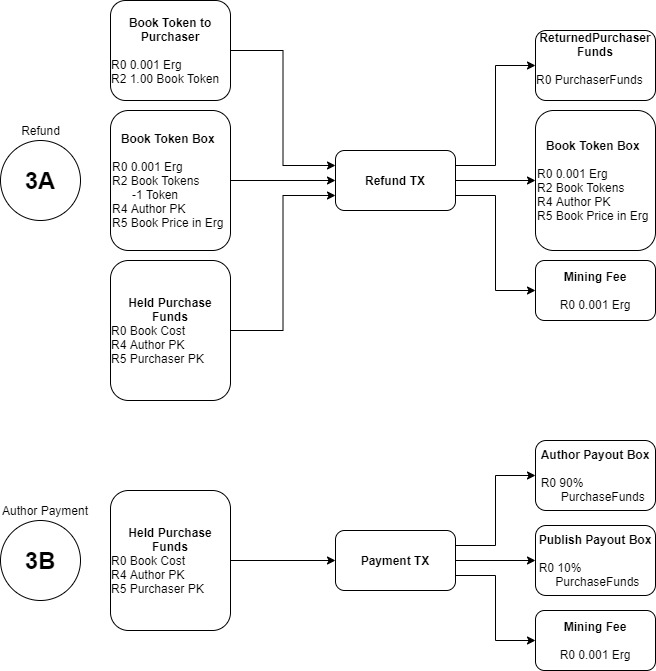 Book Token to
Purchaser
R0 0.001 Erg
R2 1.00 Book Token
Refund
3A
Book Token Box
R0 0.001 Erg
R2 Book Tokens
-1 Token
R4 Author PK
R5 Book Price in Erg
Held Purchase
Funds
R0 Book Cost
R4 Author PK
R5 Purchaser PK
Refund TX
ReturnedPurchaser
Funds
R0 PurchaserFunds
Book Token Box
R0 0.001 Erg
R2 Book Tokens
R4 Author PK
R5 Book Price in Erg
Mining Fee
R0 0.001 Erg
Author Payment
3B
Held Purchase
Funds
R0 Book Cost
R4 Author PK
R5 Purchaser PK
Payment TX
Author Payout Box
R0 90%
PurchaseFunds
Publish Payout Box
R0 10%
PurchaseFunds
Mining Fee
R0 0.001 Erg